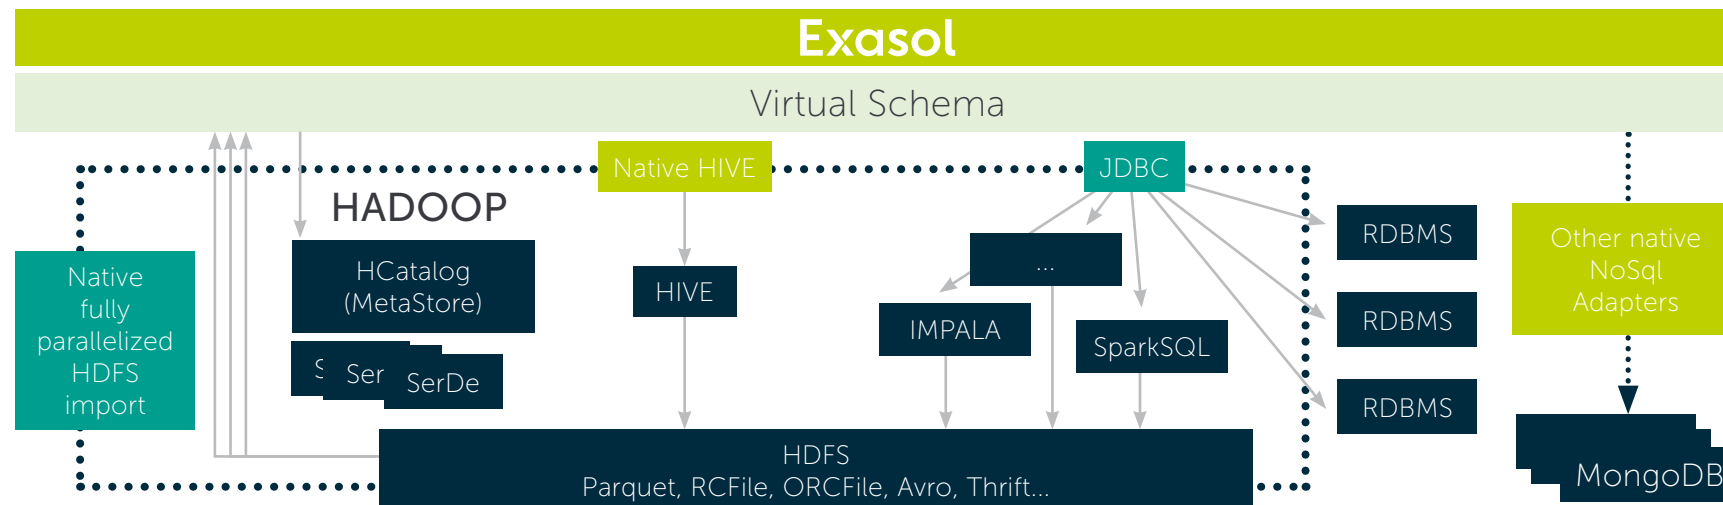 Exasol
Virtual Schema
Native HIVE
JDBC
HADOOP
Native
fully
parallelized
HDFS
import
HCatalog
(MetaStore)
S
Ser
SerDe
HIVE
...
IMPALA
SparkSQL
RDBMS
RDBMS
RDBMS
Other native
NoSql
Adapters
MongoDB
HDFS
Parquet, RCFile, ORCFile, Avro, Thrift...